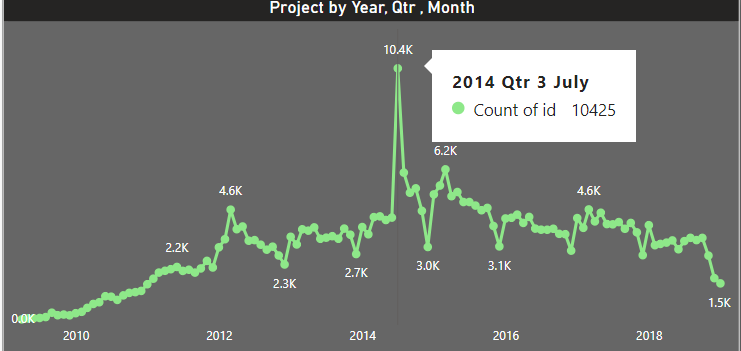 Project by Year, Qtr , Month
10.4K
2014 Qtr 3 July
Count of id 10425
6.2K
4.6K
4.6K
2.2K
2.3K
2.7K
3.0K
3.1K
1.5K
0.0K
2010 2012 2014 2016 2018